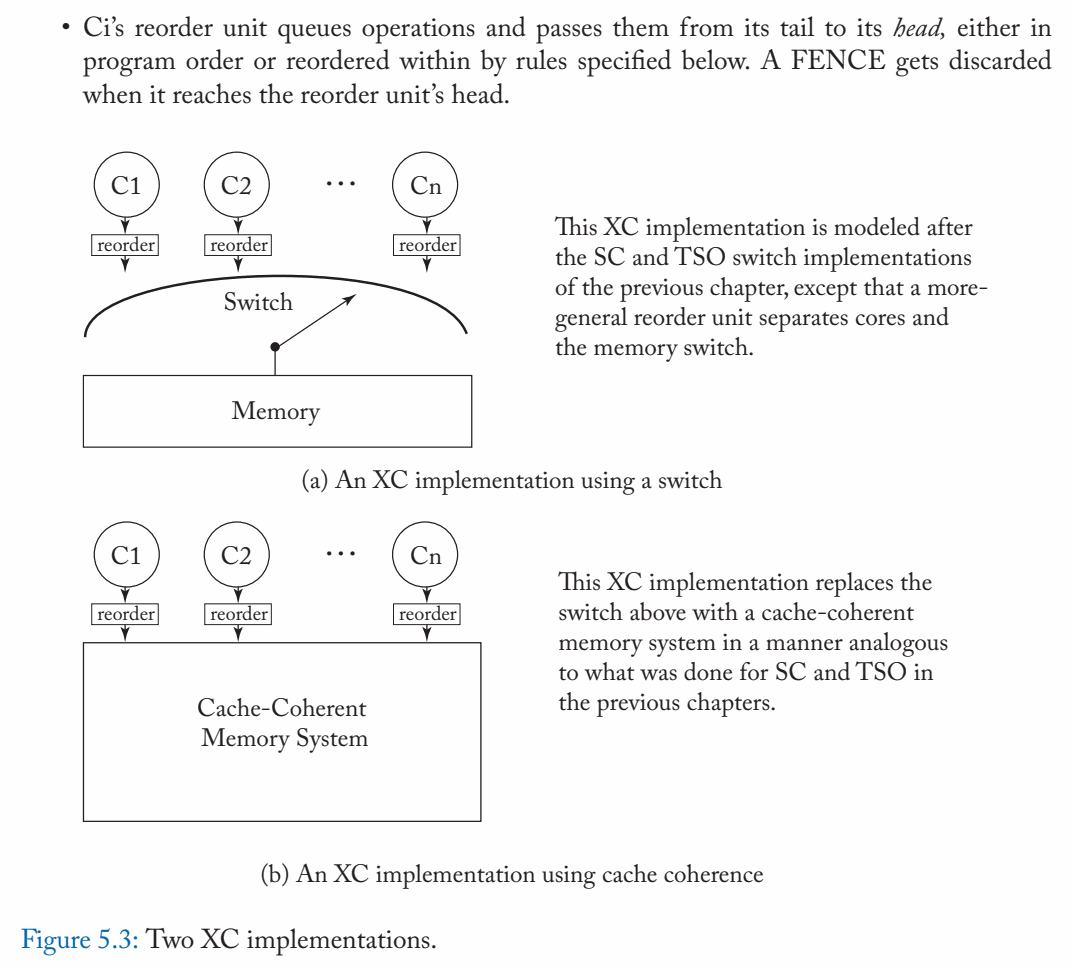 • Ci's reorder unit queues operations and passes them from its tail to its head, either in
program order or reordered within by rules specified below. A FENCE gets discarded
when it reaches the reorder unit's head.
C1 C2 ... Cn
reorder reorder reorder
Switch
Memory
This XC implementation is modeled after
the SC and TSO switch implementations
of the previous chapter, except that a more-
general reorder unit separates cores and
the memory switch.
(a) An XC implementation using a switch
C1 C2 ... Cn
reorder reorder reorder
Cache-Coherent
Memory System
This XC implementation replaces the
switch above with a cache-coherent
memory system in a manner analogous
to what was done for SC and TSO in
the previous chapters.
(b) An XC implementation using cache coherence
Figure 5.3: Two XC implementations.